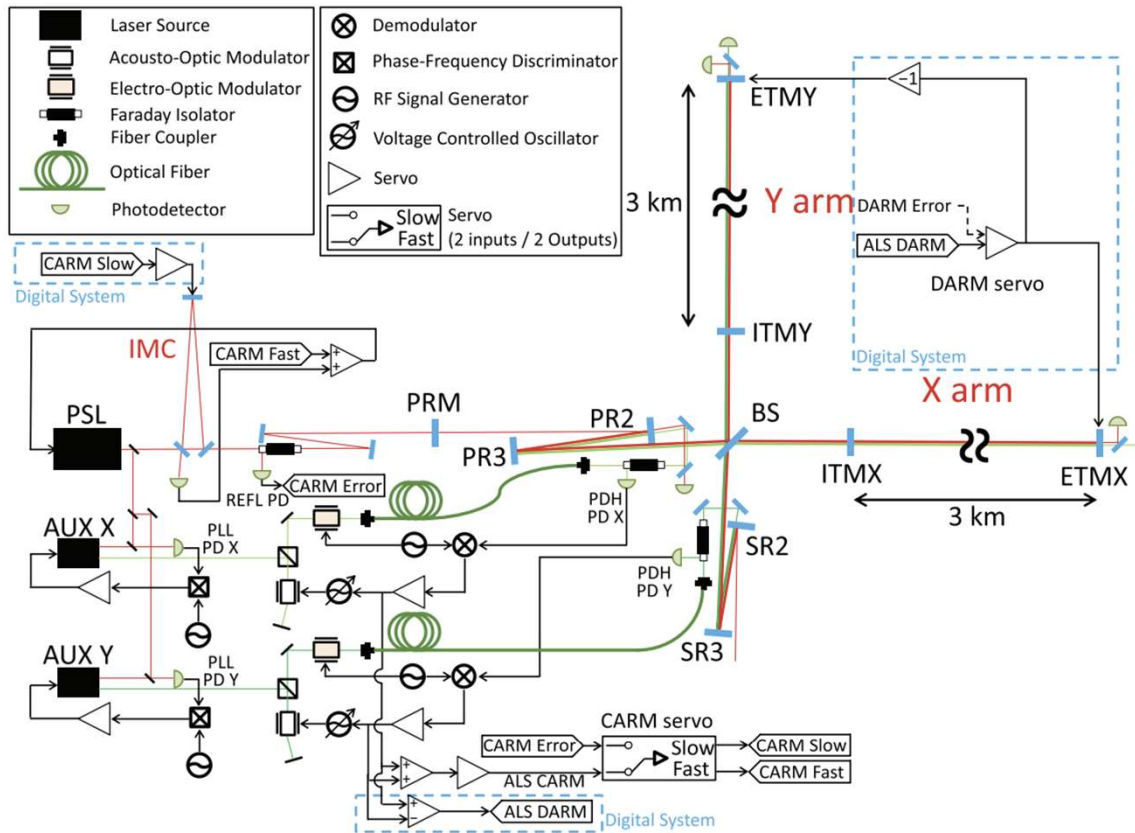 Laser Source
Acousto-Optic Modulator
Electro-Optic Modulator
Faraday Isolator
Fiber Coupler
Optical Fiber
Photodetector
Demodulator
Phase-Frequency Discriminator
RF Signal Generator
Voltage Controlled Oscillator
Servo
Slow
Fast
Servo
(2 inputs / 2 Outputs)
ETMY
−1
3 km
Y arm
DARM Error
ALS DARM
DARM servo
Digital System
CARM Slow
Digital System
IMC
CARM Fast
+
+
ITMY
X arm
PSL
PRM
PR2
BS
PR3
ITMX
ETMX
3 km
REFL PD
CARM Error
PDH
PD X
AUX X
PLL
PD X
SR2
PDH
PD Y
SR3
AUX Y
PLL
PD Y
CARM servo
CARM Error
Slow
Fast
CARM Slow
CARM Fast
+
+
ALS CARM
+
−
ALS DARM
Digital System